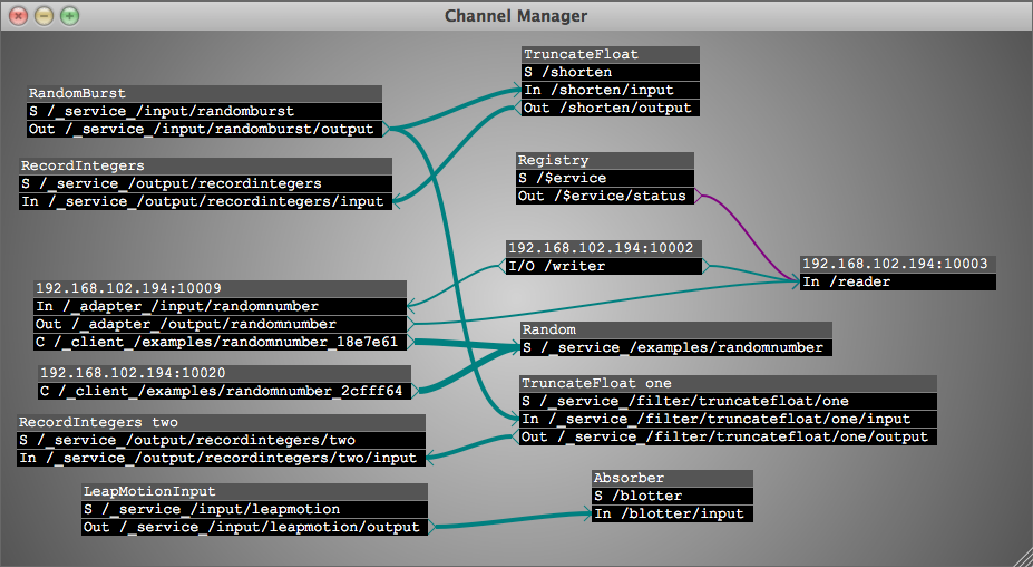 Channel Manager
TruncateFloat
S /shorten
In /shorten/input
Out /shorten/output
RandomBurst
S /_service_/input/randomburst
Out /_service_/input/randomburst/output
RecordIntegers
S /_service_/output/recordintegers
In /_service_/output/recordintegers/input
Registry
S /$ervice
Out /$ervice/status
192.168.102.194:10002
I/O /writer
192.168.102.194:10003
In /reader
192.168.102.194:10009
In /_adapter_/input/randomnumber
Out /_adapter_/output/randomnumber
C /_client_/examples/randomnumber_18e7e61
Random
S /_service_/examples/randomnumber
192.168.102.194:10020
C /_client_/examples/randomnumber_2cfff64
TruncateFloat one
S /_service_/filter/truncatefloat/one
In /_service_/filter/truncatefloat/one/input
Out /_service_/filter/truncatefloat/one/output
RecordIntegers two
S /_service_/output/recordintegers/two
In /_service_/output/recordintegers/two/input
LeapMotionInput
S /_service_/input/leapmotion
Out /_service_/input/leapmotion/output
Absorber
S /blotter
In /blotter/input